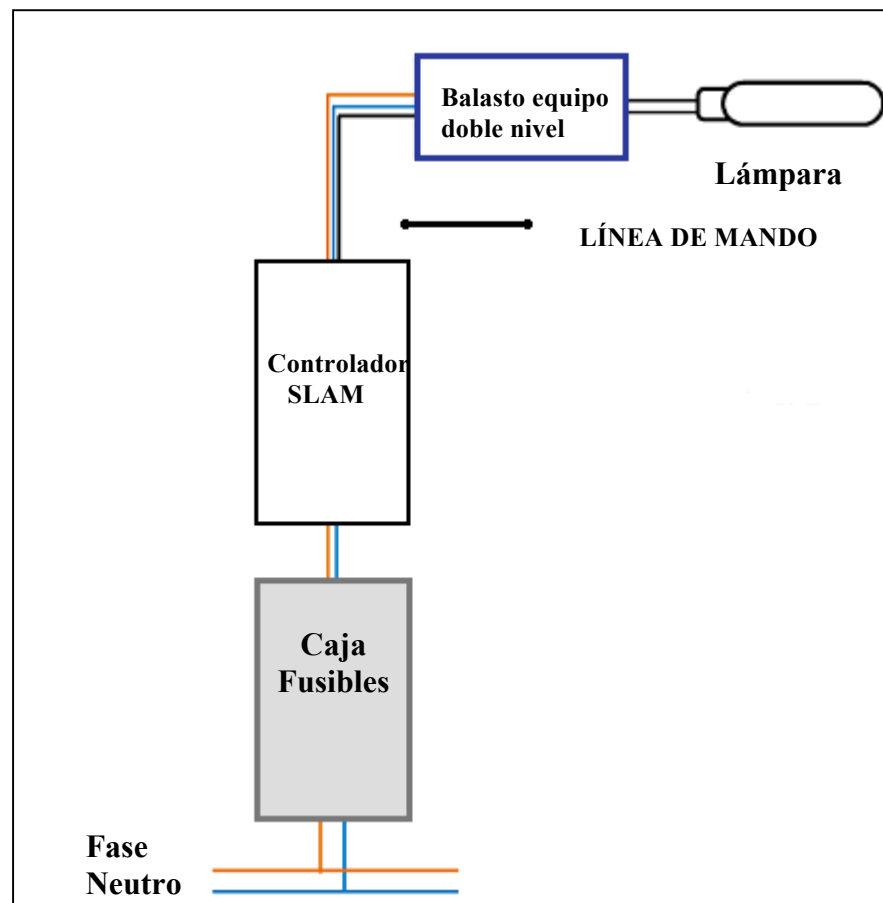 Balasto equipo
doble nivel
Lámpara
LÍNEA DE MANDO
Controlador
SLAM
Caja
Fusibles
Fase
Neutro